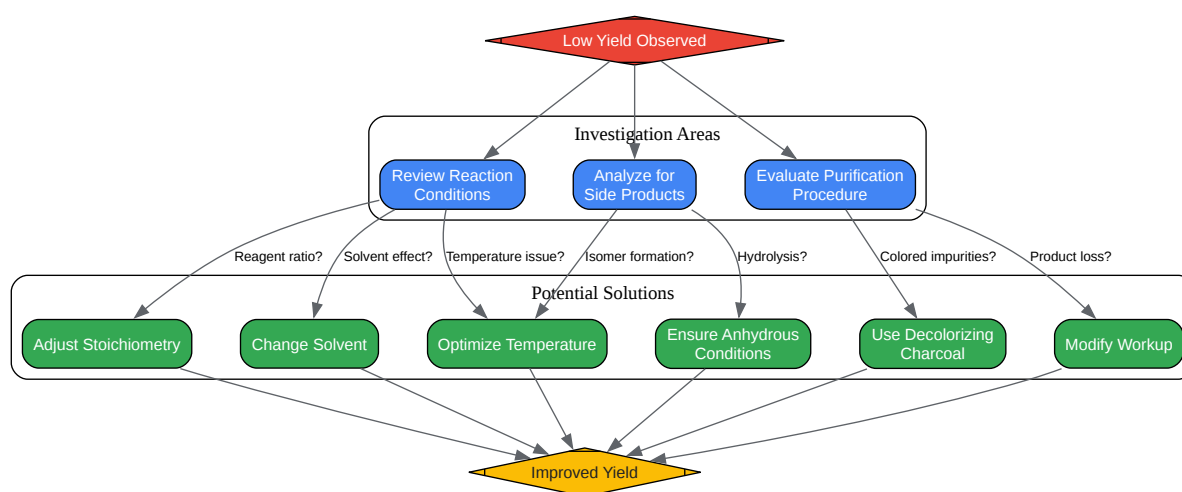 Low Yield Observed
Investigation Areas
Review Reaction
Conditions
Analyze for
Side Products
Evaluate Purification
Procedure
Reagent ratio?
Solvent effect?
Temperature issue?
Isomer formation?
Hydrolysis?
Colored impurities?
Product loss?
Potential Solutions
Adjust Stoichiometry
Change Solvent
Optimize Temperature
Ensure Anhydrous
Conditions
Use Decolorizing
Charcoal
Modify Workup
Improved Yield